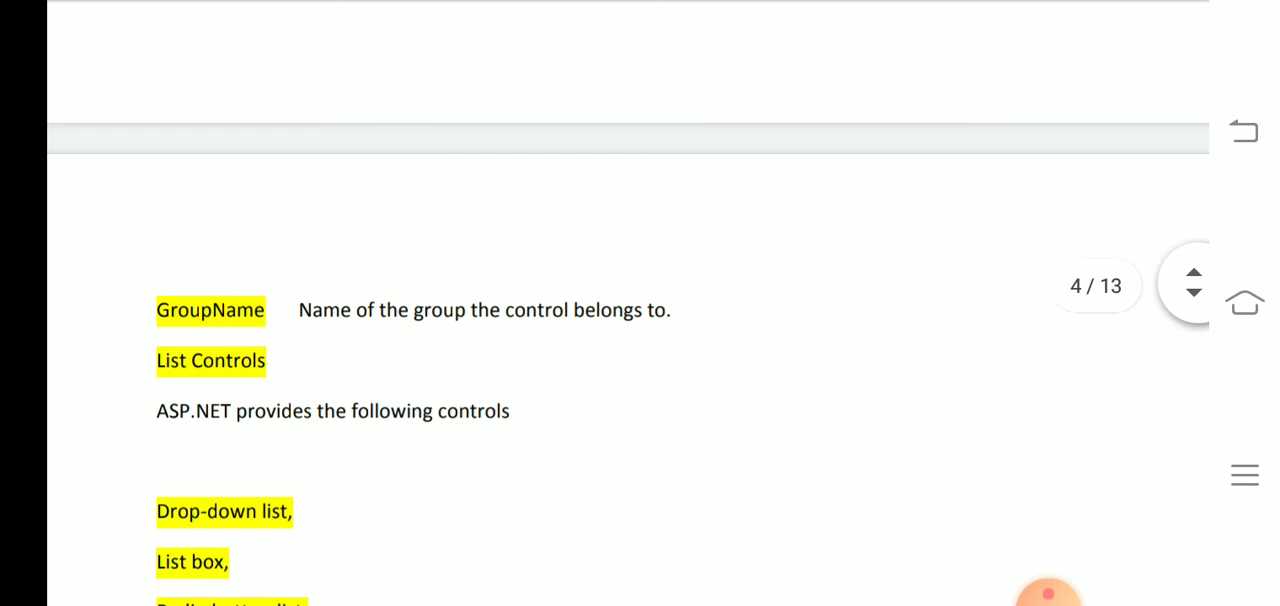 GroupName Name of the group the control belongs to.
4 / 13
List Controls
ASP.NET provides the following controls
Drop-down list,
List box,